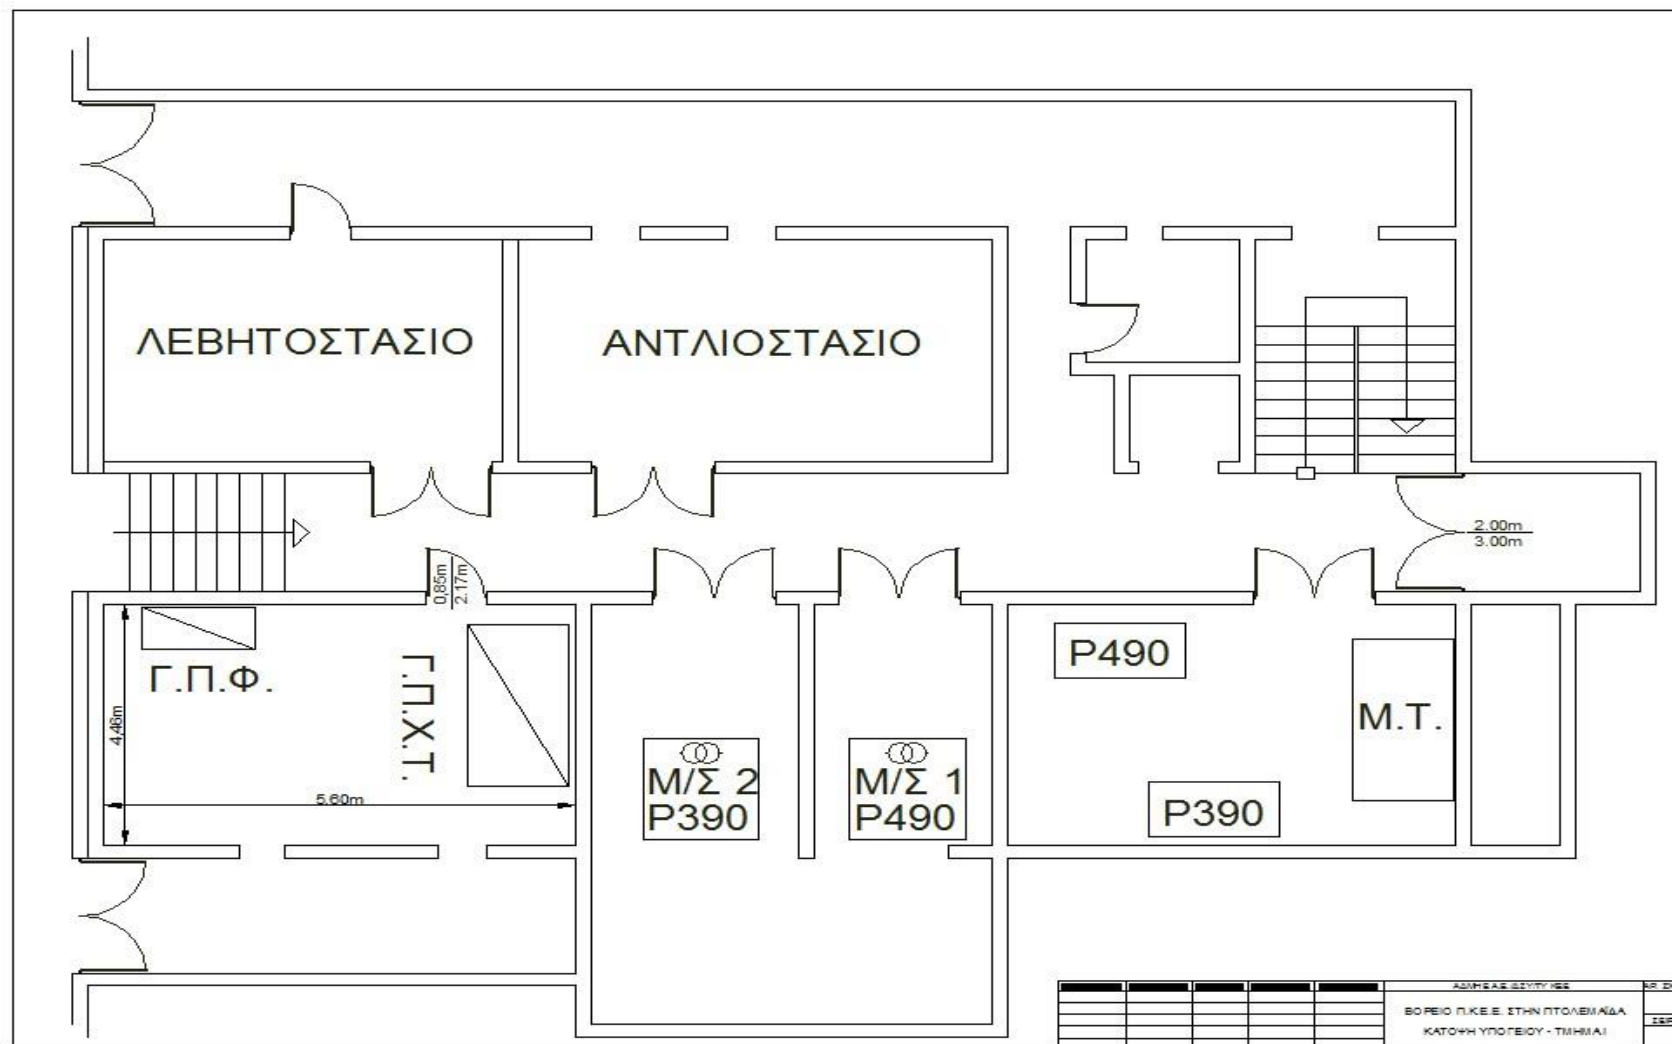 ΛΕΒΗΤΟΣΤΑΣΙΟ
ΑΝΤΛΙΟΣΤΑΣΙΟ
2.00m
3.00m
0,85m
2.17m
Γ.Π.Φ.
Γ.Π.Χ.Τ.
4,46m
5.60m
Μ/Σ 2
P390
Μ/Σ 1
P490
P490
Μ.Τ.
P390
ΒΟΡΕΙΟ Π.Κ.Ε.Ε. ΣΤΗΝ ΠΤΟΛΕΜΑΪΔΑ
ΚΑΤΟΨΗ ΥΠΟΓΕΙΟΥ - ΤΜΗΜΑ Ι